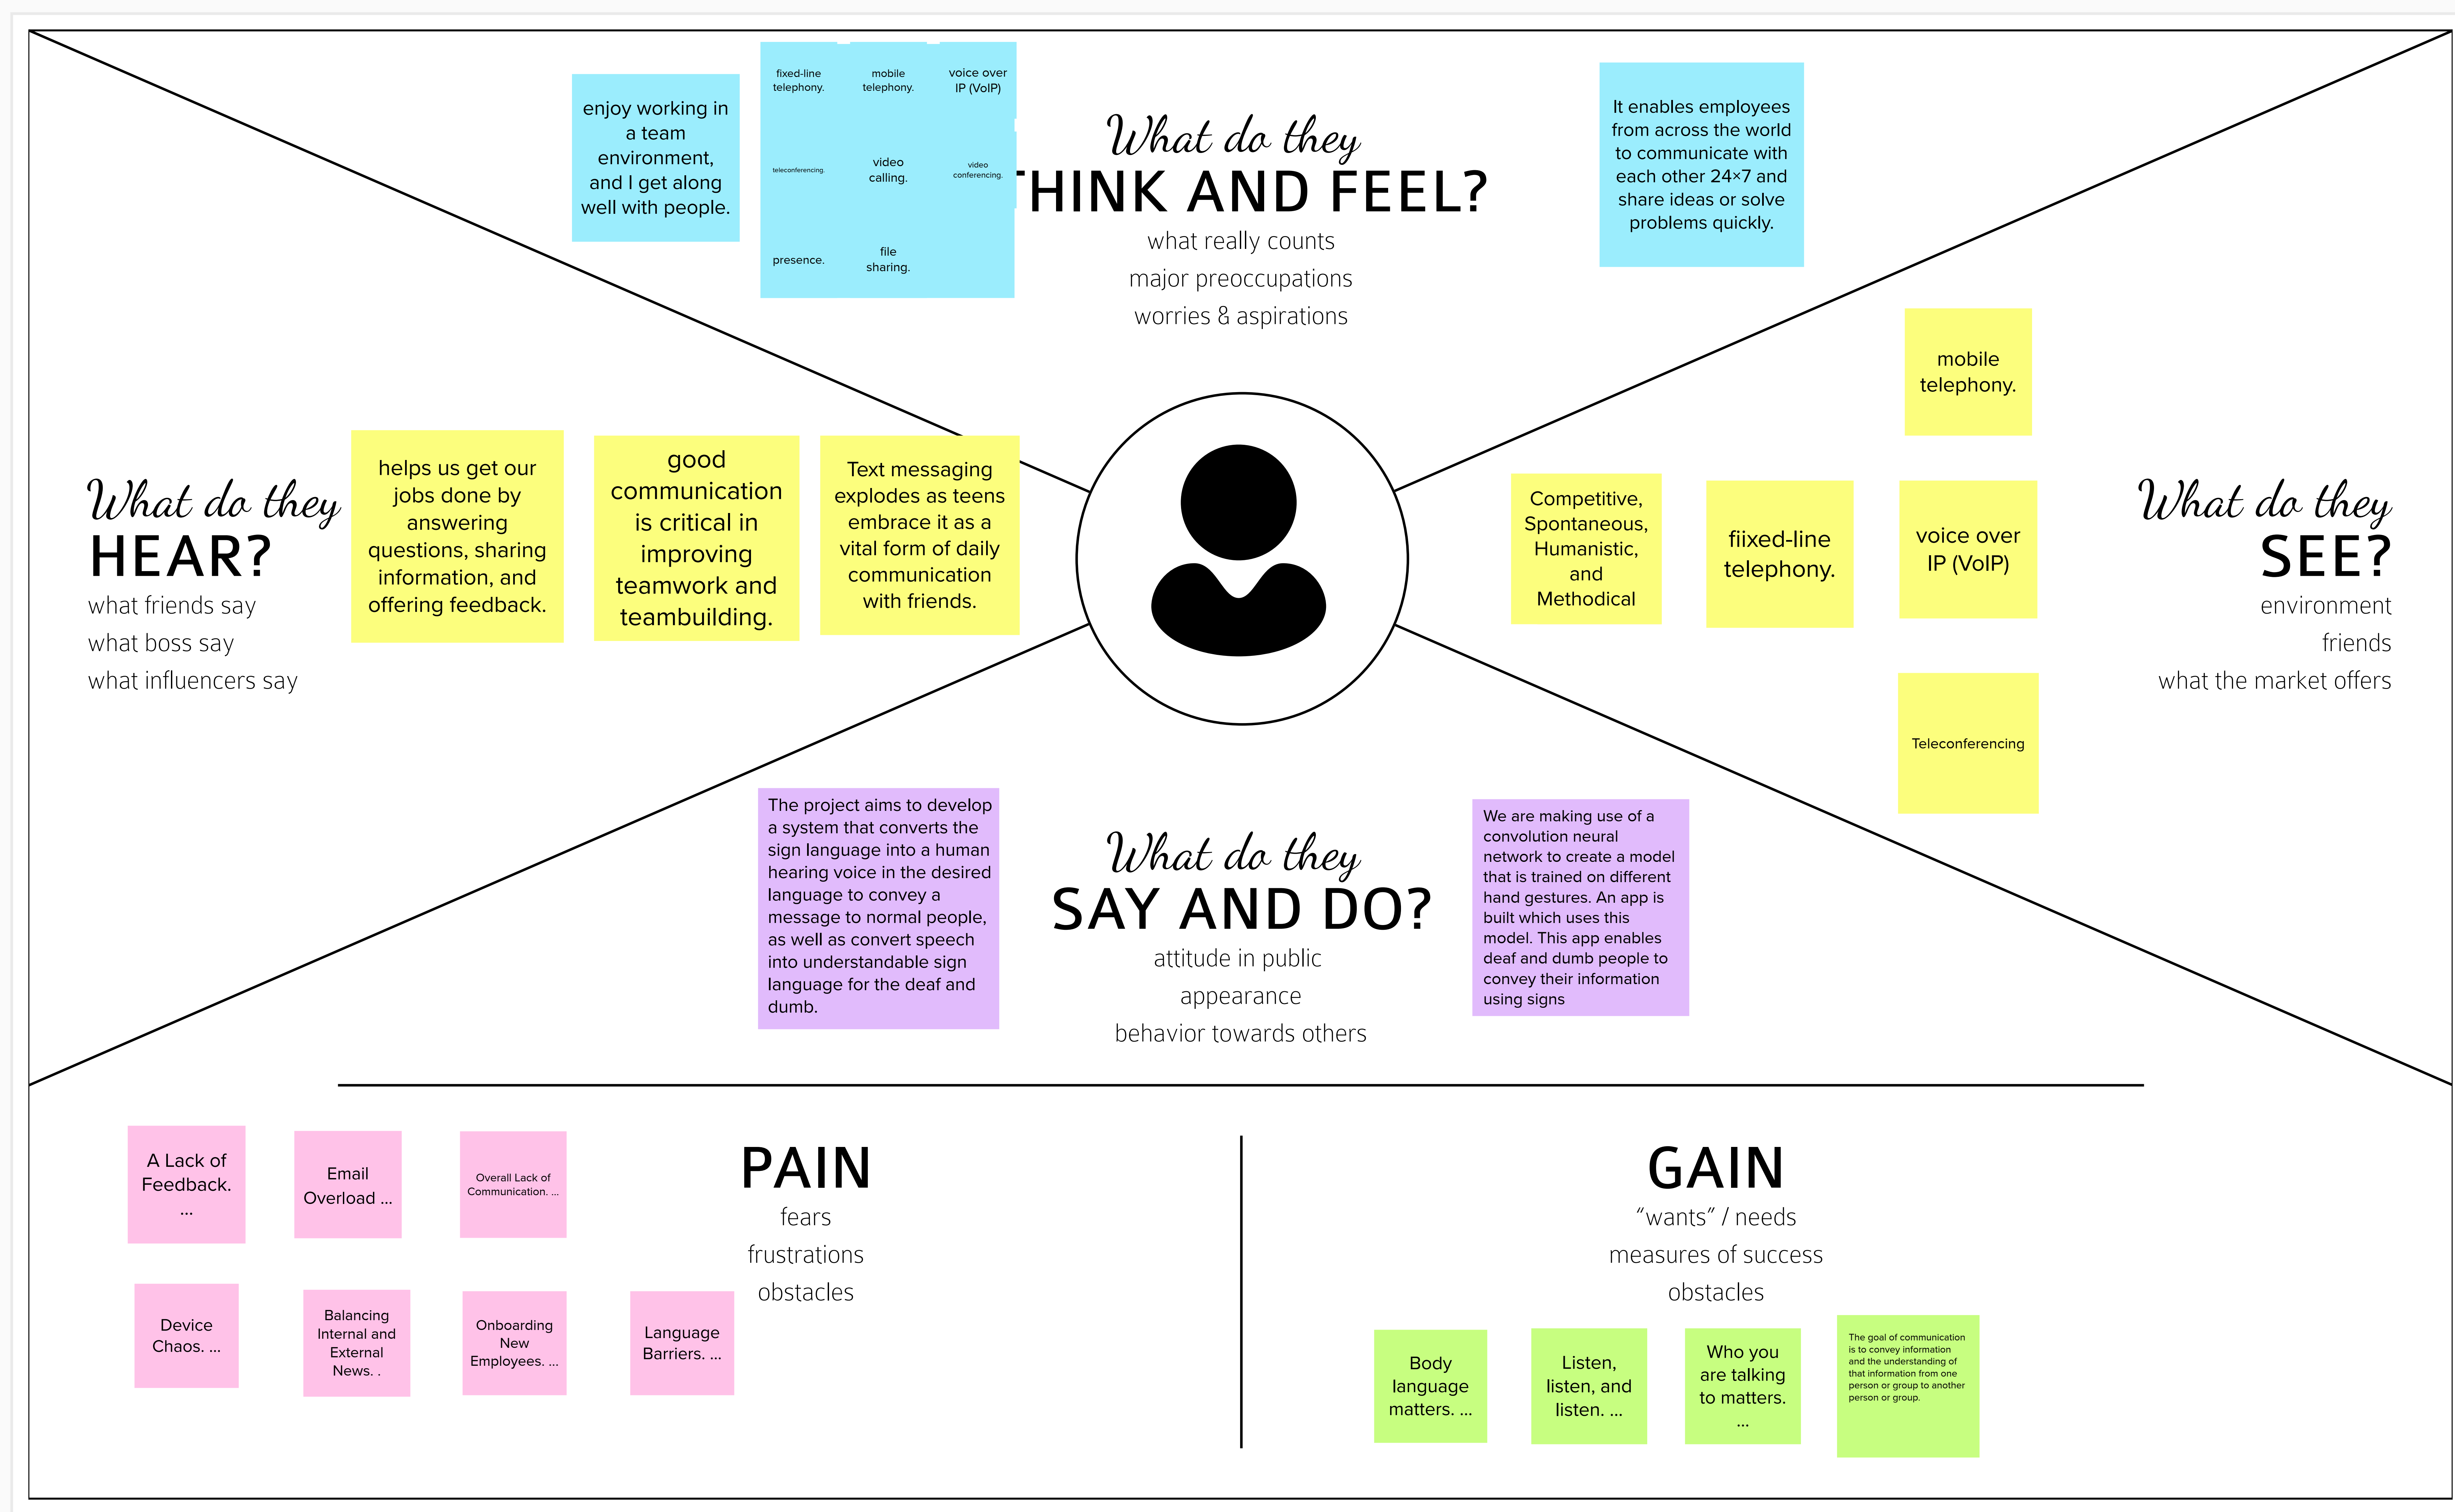 enjoy working in
a team
environment,
and I get along
well with people.
fixed-line
telephony.
mobile
telephony.
voice over
IP (VoIP)
teleconferencing.
video
calling.
video
conferencing.
presence.
file
sharing.
What do they
THINK AND FEEL?
what really counts
major preoccupations
worries & aspirations
It enables employees
from across the world
to communicate with
each other 24×7 and
share ideas or solve
problems quickly.
What do they
HEAR?
what friends say
what boss say
what influencers say
helps us get our
jobs done by
answering
questions, sharing
information, and
offering feedback.
good
communication
is critical in
improving
teamwork and
teambuilding.
Text messaging
explodes as teens
embrace it as a
vital form of daily
communication
with friends.
Competitive,
Spontaneous,
Humanistic,
and
Methodical
fiixed-line
telephony.
mobile
telephony.
voice over
IP (VoIP)
Teleconferencing
What do they
SEE?
environment
friends
what the market offers
The project aims to develop
a system that converts the
sign language into a human
hearing voice in the desired
language to convey a
message to normal people,
as well as convert speech
into understandable sign
language for the deaf and
dumb.
What do they
SAY AND DO?
attitude in public
appearance
behavior towards others
We are making use of a
convolution neural
network to create a model
that is trained on different
hand gestures. An app is
built which uses this
model. This app enables
deaf and dumb people to
convey their information
using signs
A Lack of
Feedback.
...
Email
Overload ...
Overall Lack of
Communication. ...
Device
Chaos. ...
Balancing
Internal and
External
News. .
Onboarding
New
Employees. ...
Language
Barriers. ...
PAIN
fears
frustrations
obstacles
GAIN
“wants” / needs
measures of success
obstacles
Body
language
matters. ...
Listen,
listen, and
listen. ...
Who you
are talking
to matters.
...
The goal of communication
is to convey information
and the understanding of
that information from one
person or group to another
person or group.